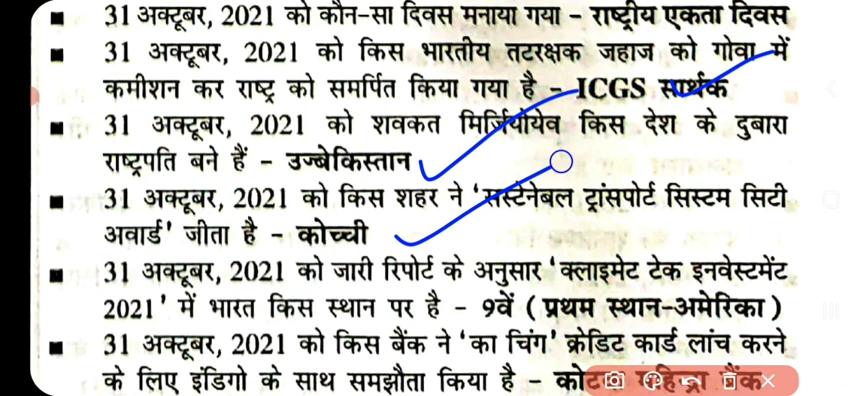 31 अक्टूबर, 2021 को कौन-सा दिवस मनाया गया – राष्ट्रीय एकता दिवस
31 अक्टूबर, 2021 को किस भारतीय तटरक्षक जहाज को गोवा में
कमीशन कर राष्ट्र को समर्पित किया गया है – ICGS सार्थक
31 अक्टूबर, 2021 को शवकत मिर्जियोयेव किस देश के दुबारा
राष्ट्रपति बने हैं – उज्बेकिस्तान
31 अक्टूबर, 2021 को किस शहर ने ‘सस्टेनेबल ट्रांसपोर्ट सिस्टम सिटी
अवार्ड’ जीता है – कोच्ची
31 अक्टूबर, 2021 को जारी रिपोर्ट के अनुसार ‘क्लाइमेट टेक इनवेस्टमेंट
2021’ में भारत किस स्थान पर है – 9वें (प्रथम स्थान-अमेरिका)
31 अक्टूबर, 2021 को किस बैंक ने ‘का चिंग’ क्रेडिट कार्ड लांच करने
के लिए इंडिगो के साथ समझौता किया है – कोटक महिन्द्रा बैंक